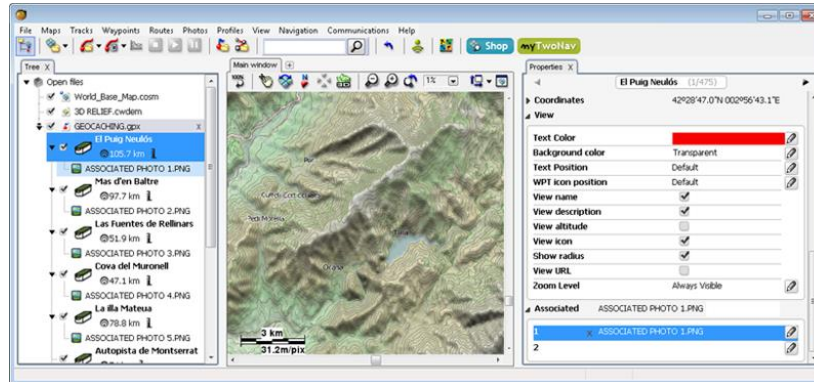 File Maps Tracks Waypoints Routes Photos Profiles View Navigation Communications Help
Shop
myTwoNav
Tree X
Open files
World_Base_Map.cosm
3D RELIEF.cwdem
GEOCACHING.gpx x
El Puig Neulós
105.7 km
ASSOCIATED PHOTO 1.PNG
Mas d'en Baltre
97.7 km
ASSOCIATED PHOTO 2.PNG
Las Fuentes de Rellinars
51.9 km
ASSOCIATED PHOTO 3.PNG
Cova del Muronell
47.1 km
ASSOCIATED PHOTO 4.PNG
La illa Mateua
78.8 km
ASSOCIATED PHOTO 5.PNG
Autopista de Montserrat
Main window
1%
3 km
31.2m/pix
Properties X
El Puig Neulós (1/475)
Coordinates 42º28'47.0"N 002º56'43.1"E
View
Text Color
Background color Transparent
Text Position Default
WPT icon position Default
View name
View description
View altitude
View icon
Show radius
View URL
Zoom Level Always Visible
Associated ASSOCIATED PHOTO 1.PNG
1 x ASSOCIATED PHOTO 1.PNG
2